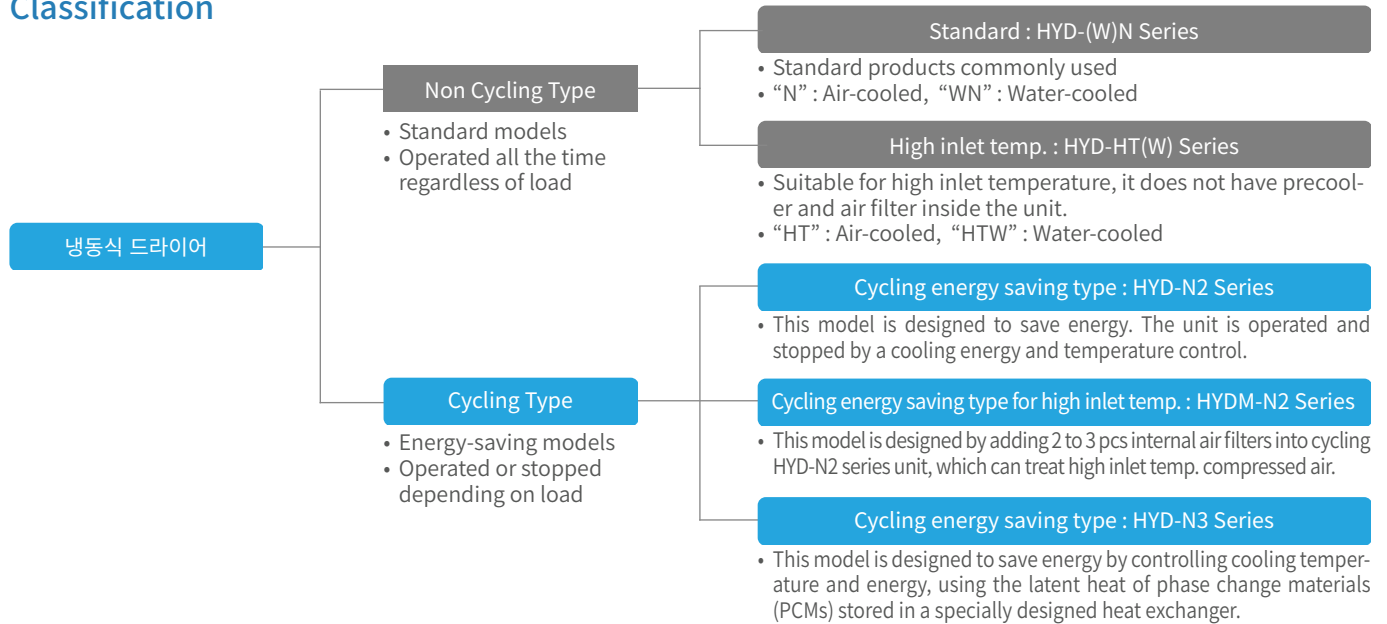 Classification
Standard : HYD-(W)N Series
• Standard products commonly used
• “N” : Air-cooled, “WN” : Water-cooled
Non Cycling Type
• Standard models
• Operated all the time
regardless of load
High inlet temp. : HYD-HT(W) Series
• Suitable for high inlet temperature, it does not have precool-
er and air filter inside the unit.
• “HT” : Air-cooled, “HTW” : Water-cooled
냉동식 드라이어
Cycling energy saving type : HYD-N2 Series
• This model is designed to save energy. The unit is operated and
stopped by a cooling energy and temperature control.
Cycling Type
• Energy-saving models
• Operated or stopped
depending on load
Cycling energy saving type for high inlet temp. : HYDM-N2 Series
• This model is designed by adding 2 to 3 pcs internal air filters into cycling
HYD-N2 series unit, which can treat high inlet temp. compressed air.
Cycling energy saving type : HYD-N3 Series
• This model is designed to save energy by controlling cooling temper-
ature and energy, using the latent heat of phase change materials
(PCMs) stored in a specially designed heat exchanger.